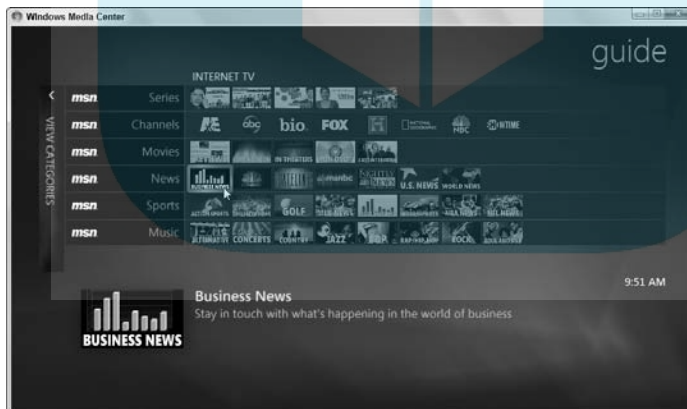 Windows Media Center
guide
INTERNET TV
VIEW CATEGORIES
msn Series
msn Channels A&E abc bio. FOX H NATIONAL GEOGRAPHIC NBC
msn Movies IN THEATERS
msn News BUSINESS NEWS U.S. NEWS WORLD NEWS
msn Sports GOLF
msn Music ALTERNATIVE CONCERTS COUNTRY JAZZ POP RAP/HIP-HOP ROCK
9:51 AM
Business News
Stay in touch with what's happening in the world of business
BUSINESS NEWS